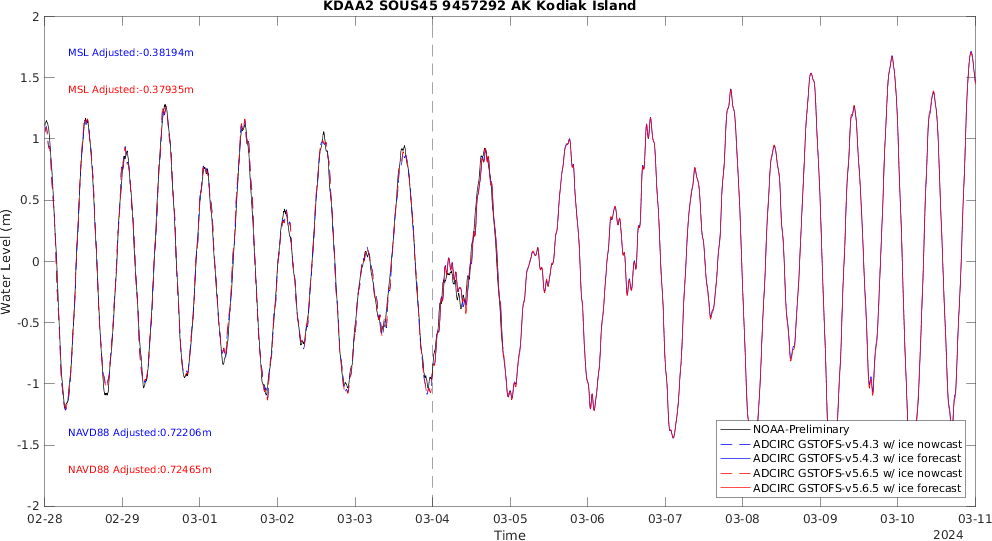 KDAA2 SOUS45 9457292 AK Kodiak Island
MSL Adjusted:-0.38194m
MSL Adjusted:-0.37935m
NAVD88 Adjusted:0.72206m
NAVD88 Adjusted:0.72465m
Water Level (m)
2
1.5
1
0.5
0
-0.5
-1
-1.5
-2
NOAA-Preliminary
ADCIRC GSTOFS-v5.4.3 w/ ice nowcast
ADCIRC GSTOFS-v5.4.3 w/ ice forecast
ADCIRC GSTOFS-v5.6.5 w/ ice nowcast
ADCIRC GSTOFS-v5.6.5 w/ ice forecast
02-28 02-29 03-01 03-02 03-03 03-04 03-05 03-06 03-07 03-08 03-09 03-10 03-11
Time
2024